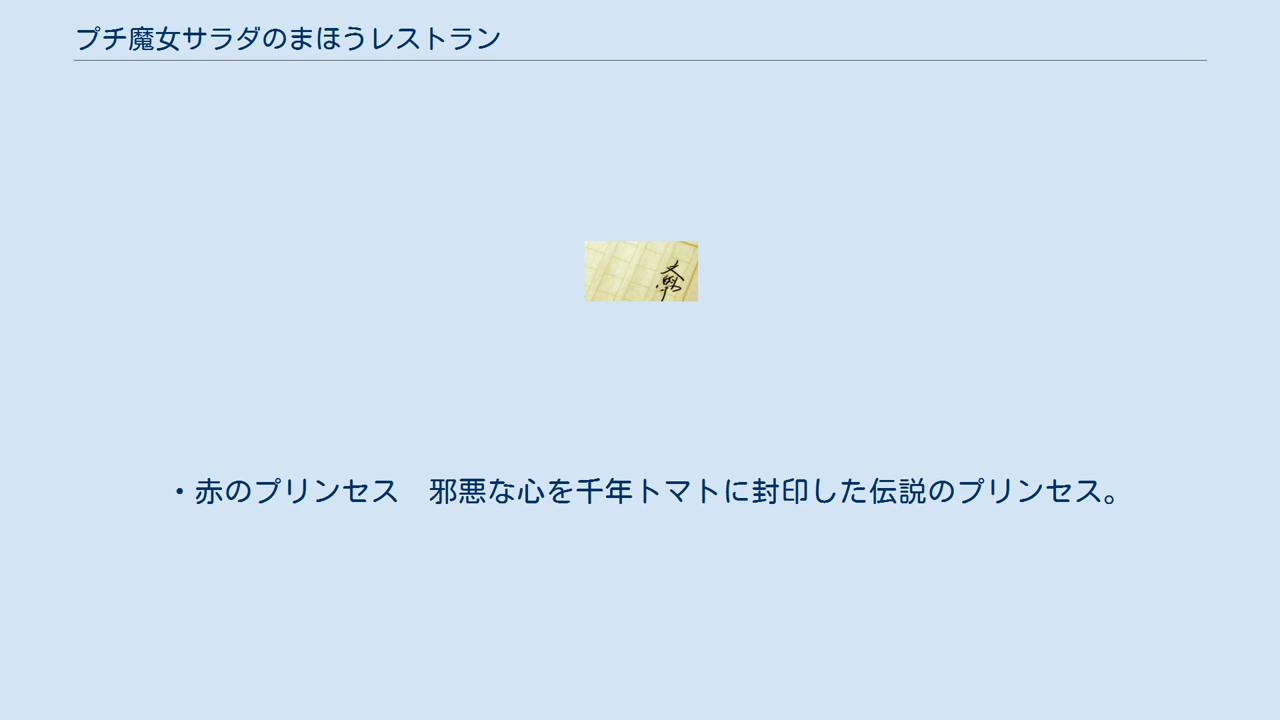 プチ魔女サラダのまほうレストラン
・赤のプリンセス　邪悪な心を千年トマトに封印した伝説のプリンセス。